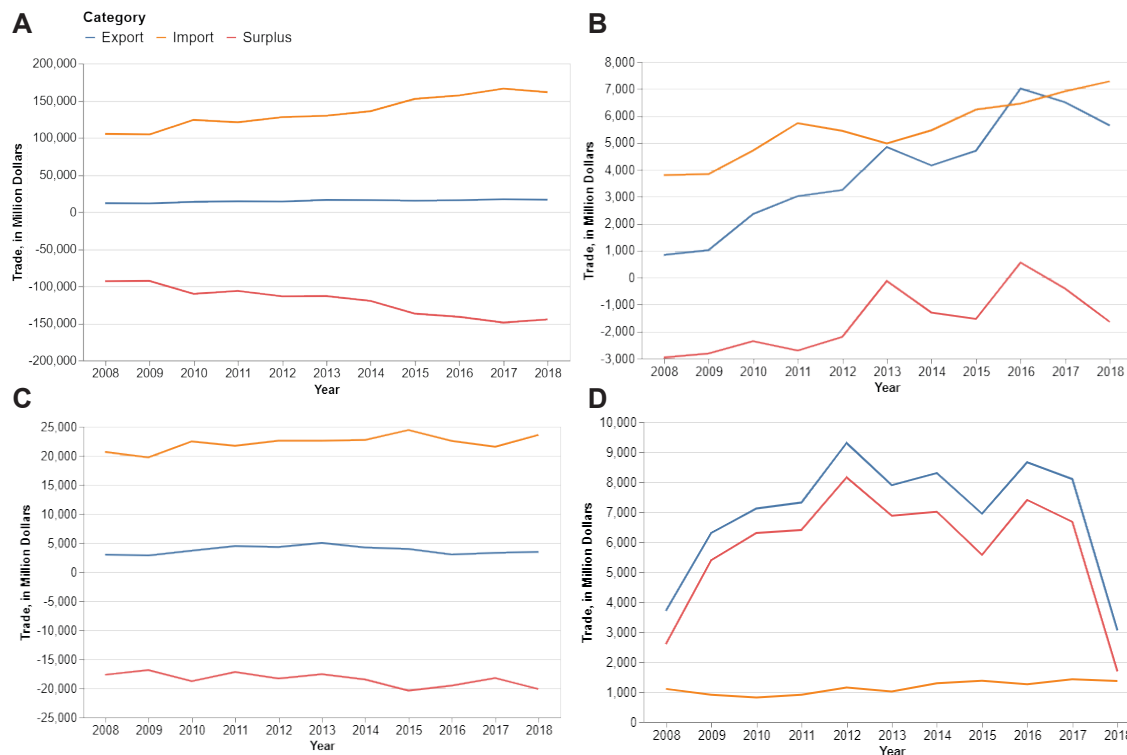 A
Category
Export Import Surplus
Trade, in Million Dollars
200,000
150,000
100,000
50,000
0
-50,000
-100,000
-150,000
-200,000
2008 2009 2010 2011 2012 2013 2014 2015 2016 2017 2018
Year
B
Trade, in Million Dollars
8,000
7,000
6,000
5,000
4,000
3,000
2,000
1,000
0
-1,000
-2,000
-3,000
2008 2009 2010 2011 2012 2013 2014 2015 2016 2017 2018
Year
C
Trade, in Million Dollars
25,000
20,000
15,000
10,000
5,000
0
-5,000
-10,000
-15,000
-20,000
-25,000
2008 2009 2010 2011 2012 2013 2014 2015 2016 2017 2018
Year
D
Trade, in Million Dollars
10,000
9,000
8,000
7,000
6,000
5,000
4,000
3,000
2,000
1,000
0
2008 2009 2010 2011 2012 2013 2014 2015 2016 2017 2018
Year